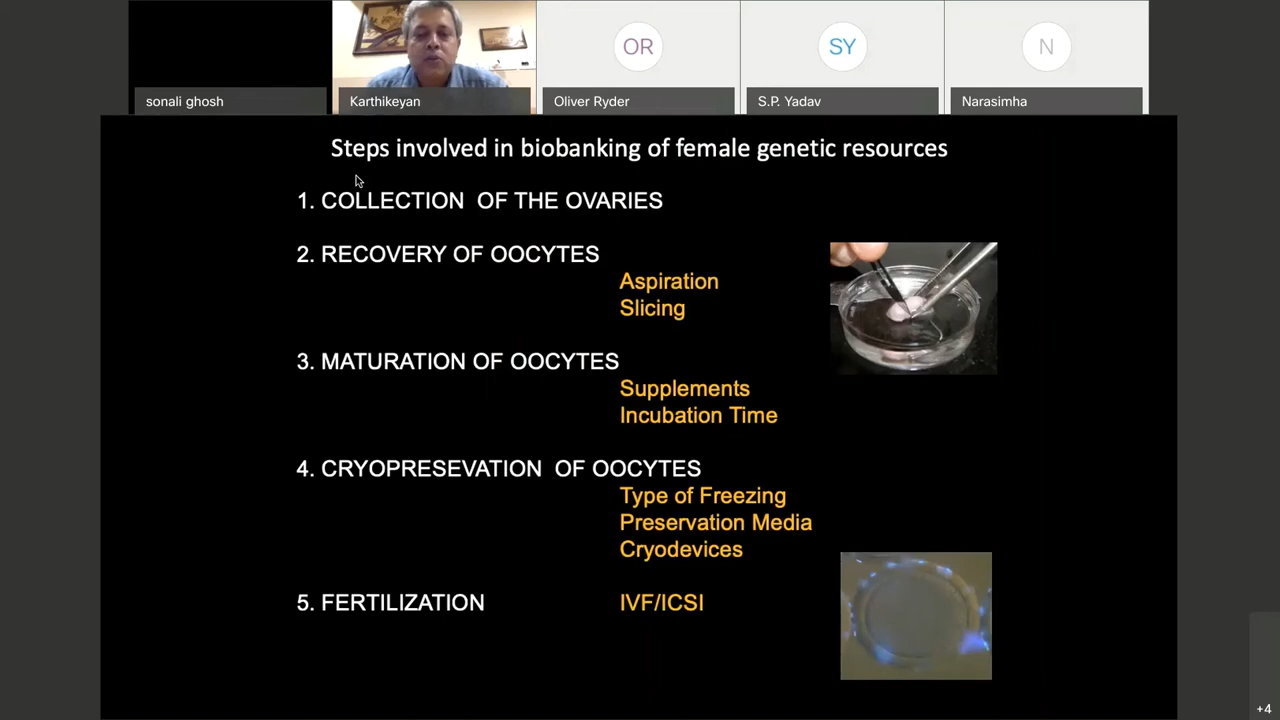 OR
SY
N
sonali ghosh
Karthikeyan
Oliver Ryder
S.P. Yadav
Narasimha
Steps involved in biobanking of female genetic resources
1. COLLECTION OF THE OVARIES
2. RECOVERY OF OOCYTES
Aspiration
Slicing
3. MATURATION OF OOCYTES
Supplements
Incubation Time
4. CRYOPRESEVATION OF OOCYTES
Type of Freezing
Preservation Media
Cryodevices
5. FERTILIZATION IVF/ICSI
+4